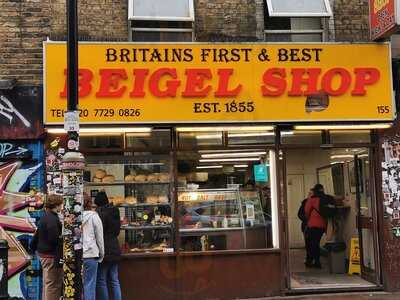 BRITAINS FIRST & BEST
BEIGEL SHOP
TEL: 020 7729 0826
EST. 1855
155